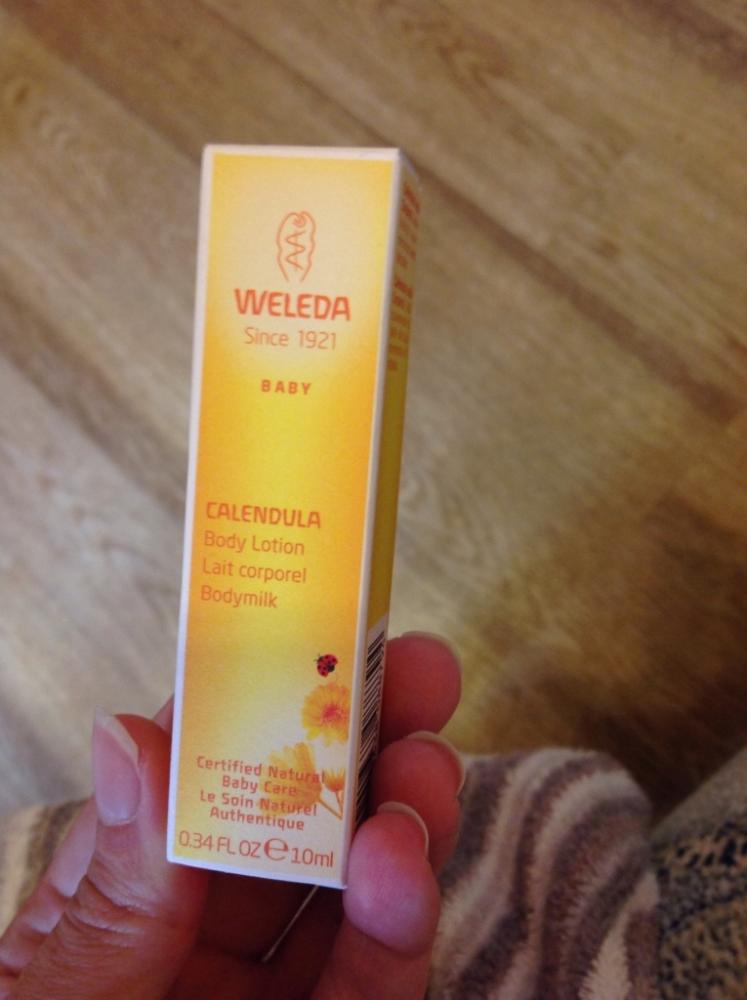 WELEDA
Since 1921
BABY
CALENDULA
Body Lotion
Lait corporel
Bodymilk
Certified Natural
Baby Care
Le Soin Naturel
Authentique
0.34 FL OZ ℮ 10ml